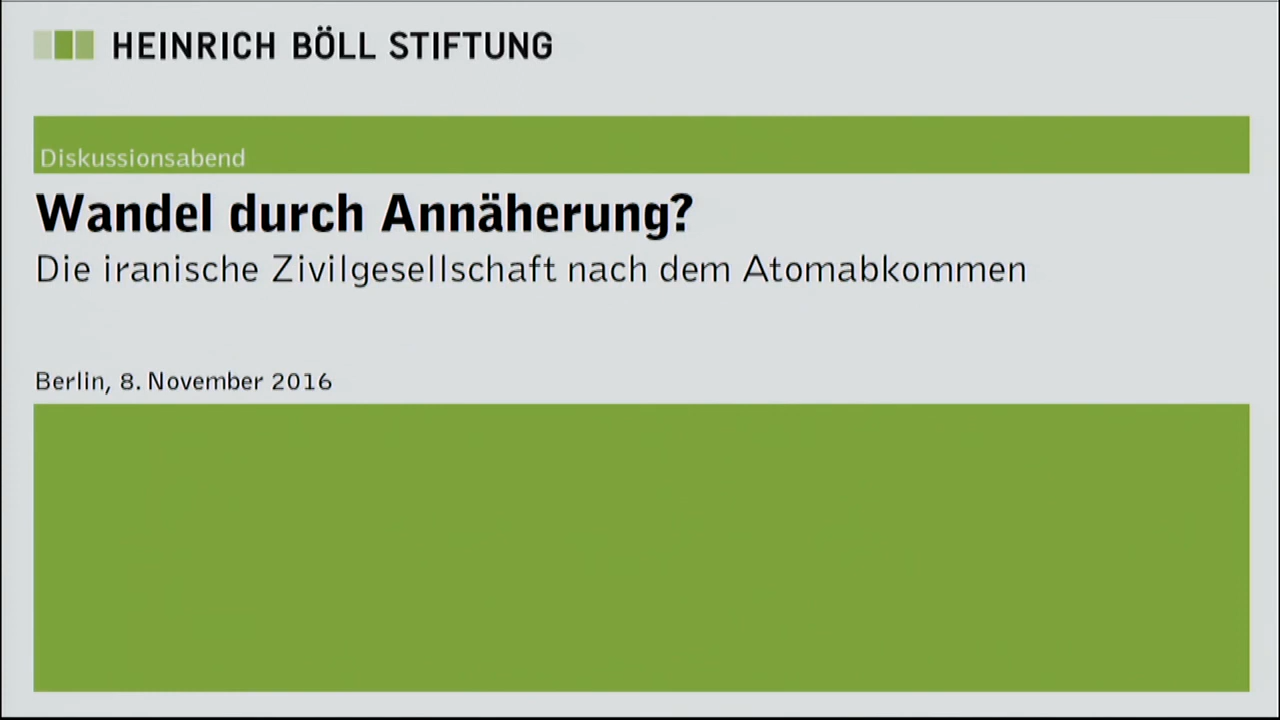 HEINRICH BÖLL STIFTUNG
Diskussionsabend
Wandel durch Annäherung?
Die iranische Zivilgesellschaft nach dem Atomabkommen
Berlin, 8. November 2016